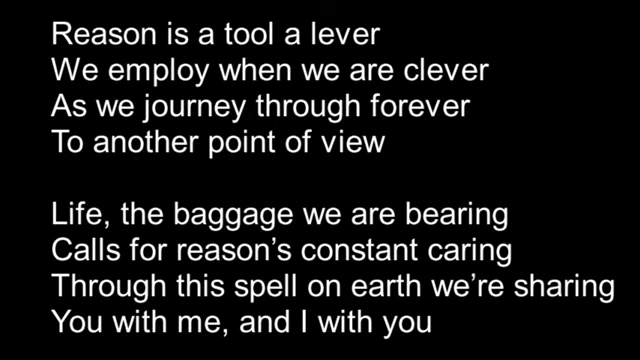 Reason is a tool a lever
We employ when we are clever
As we journey through forever
To another point of view
Life, the baggage we are bearing
Calls for reason’s constant caring
Through this spell on earth we’re sharing
You with me, and I with you